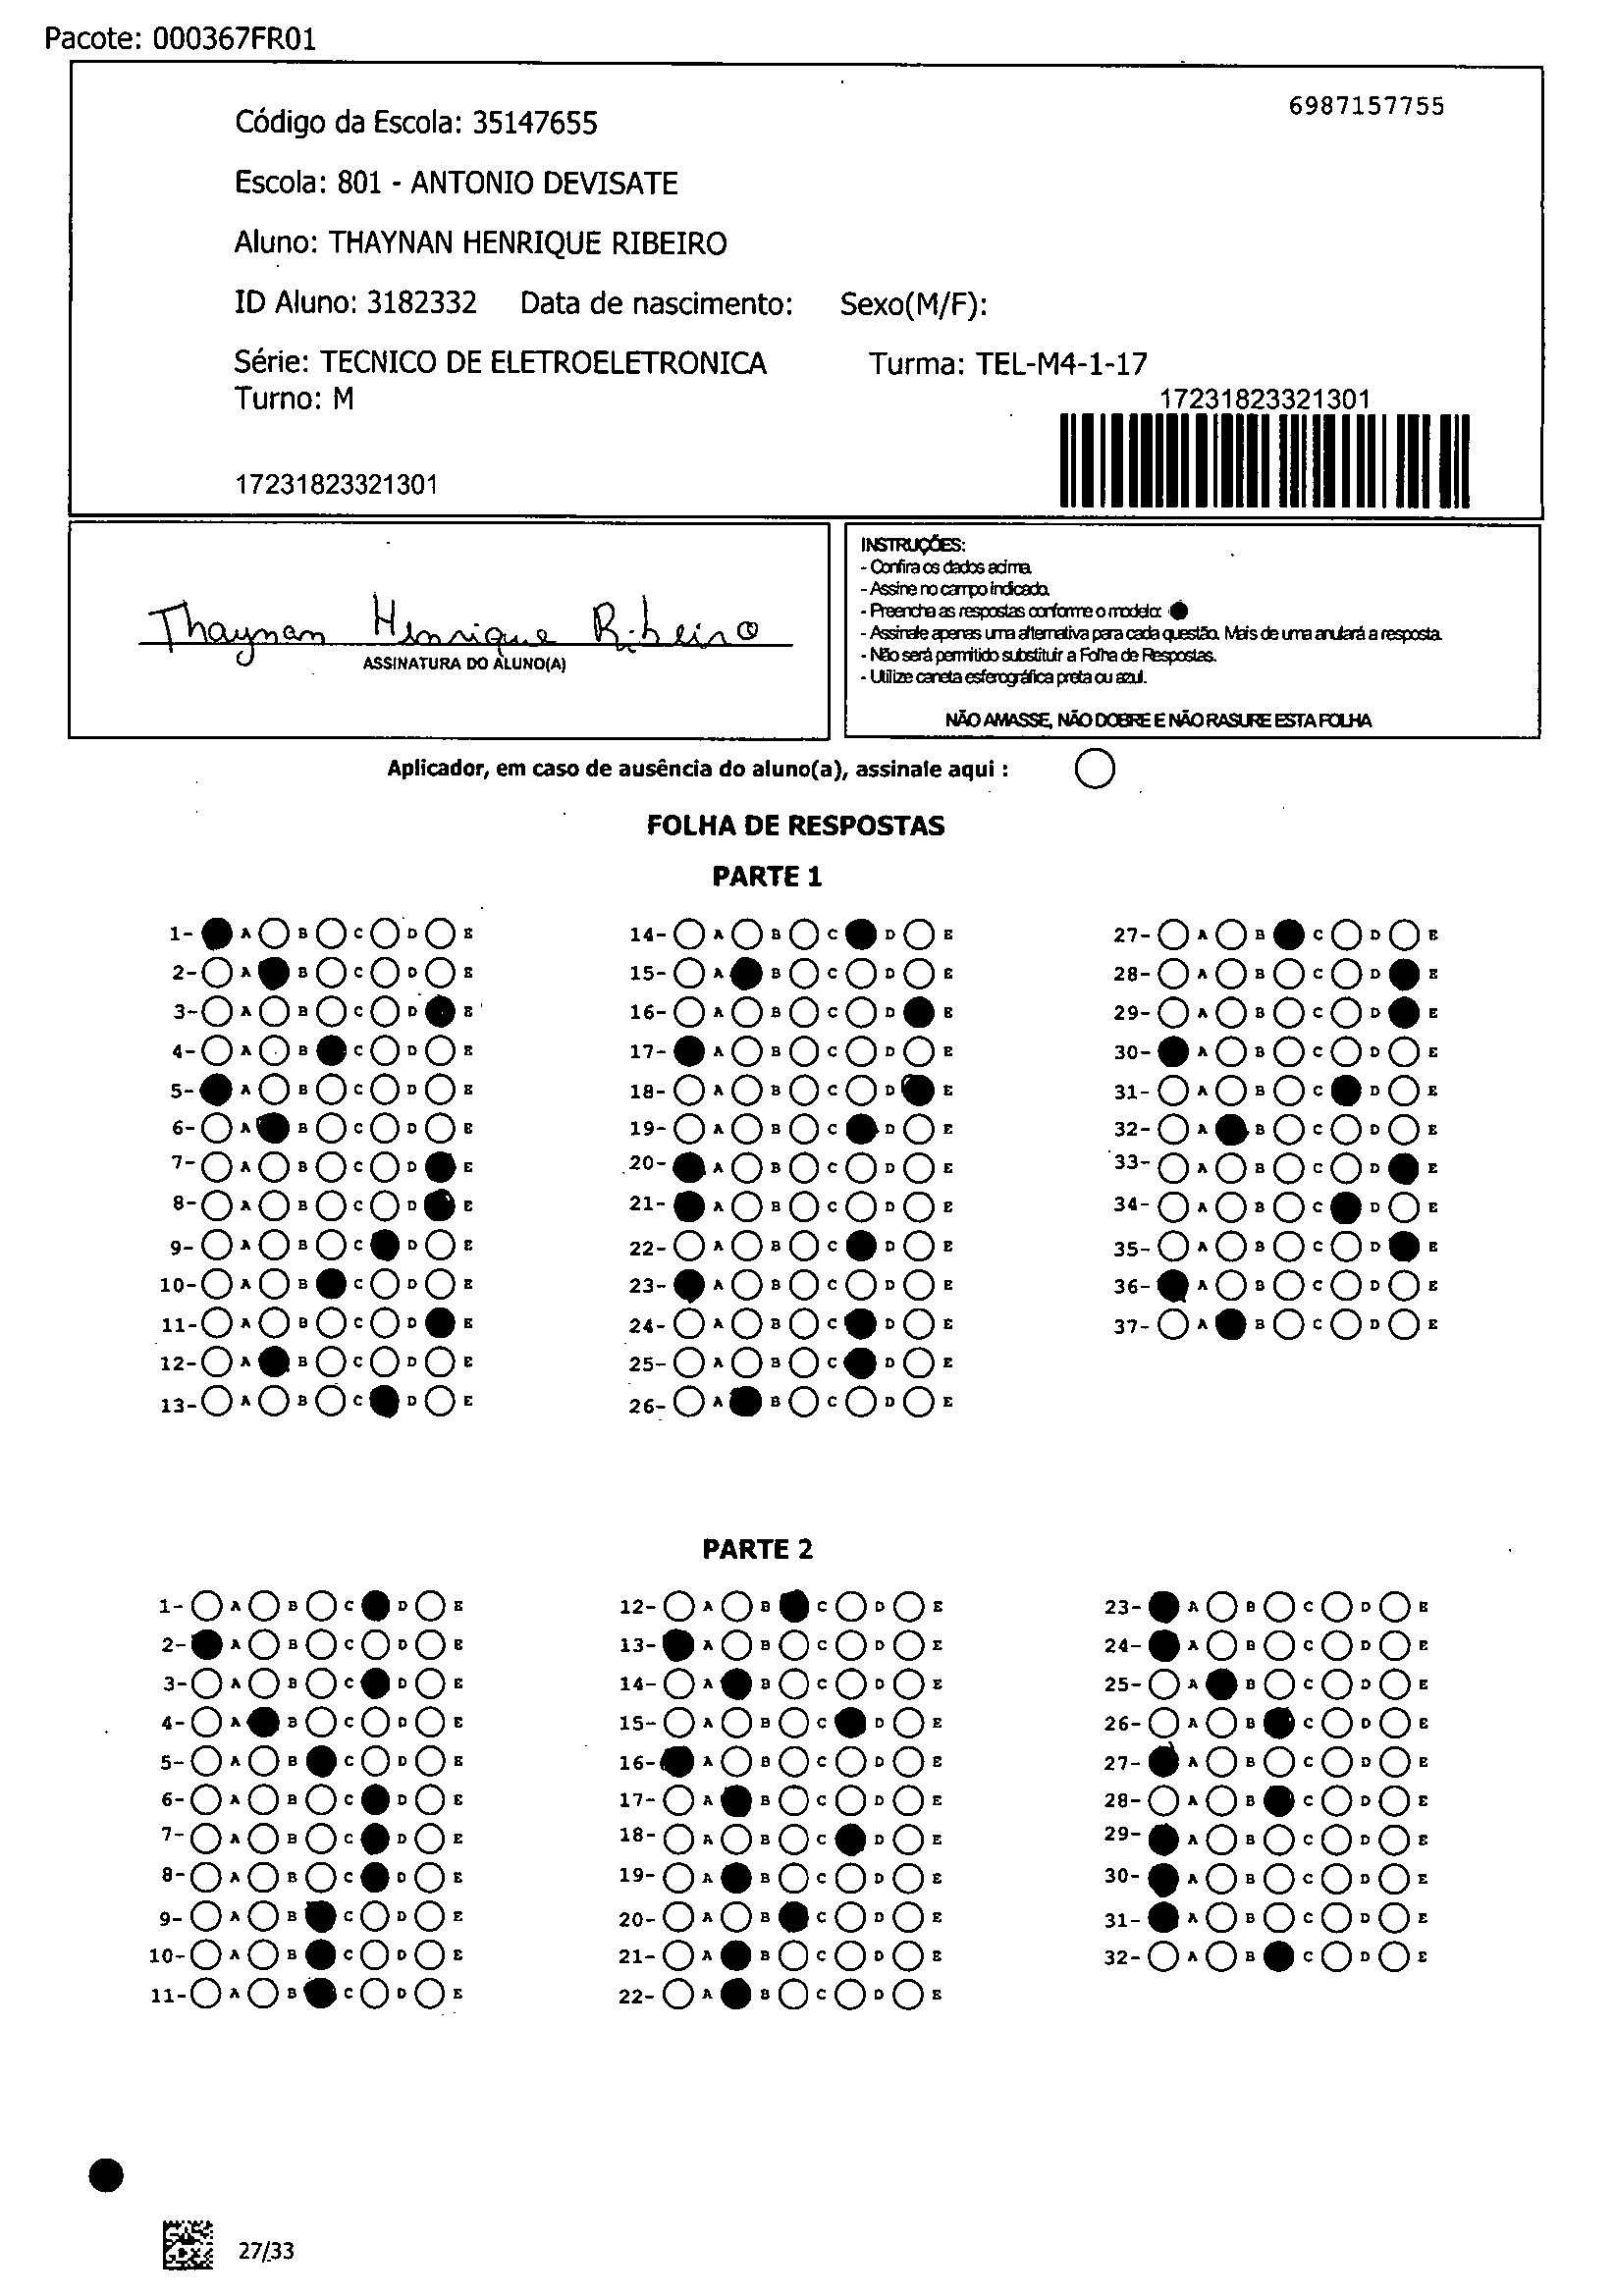 Pacote: 000367FR01
6987157755
Código da Escola: 35147655
Escola: 801 - ANTONIO DEVISATE
Aluno: THAYNAN HENRIQUE RIBEIRO
ID Aluno: 3182332 Data de nascimento: Sexo(M/F):
Série: TECNICO DE ELETROELETRONICA Turma: TEL-M4-1-17
Turno: M
17231823321301
17231823321301
Thaynan Henrique Ribeiro
ASSINATURA DO ALUNO(A)
INSTRUÇÕES:
- Confira os dados acima.
- Assine no campo indicado.
- Preencha as respostas conforme o modelo:
- Assinale apenas uma alternativa para cada questão. Mais de uma anulará a resposta.
- Não será permitido substituir a Folha de Respostas.
- Utilize caneta esferográfica preta ou azul.
NÃO AMASSE, NÃO DOBRE E NÃO RASURE ESTA FOLHA
Aplicador, em caso de ausência do aluno(a), assinale aqui :
FOLHA DE RESPOSTAS
PARTE 1
1- A B C D E 14- A B C D E 27- A B C D E
2- A B C D E 15- A B C D E 28- A B C D E
3- A B C D E 16- A B C D E 29- A B C D E
4- A B C D E 17- A B C D E 30- A B C D E
5- A B C D E 18- A B C D E 31- A B C D E
6- A B C D E 19- A B C D E 32- A B C D E
7- A B C D E 20- A B C D E 33- A B C D E
8- A B C D E 21- A B C D E 34- A B C D E
9- A B C D E 22- A B C D E 35- A B C D E
10- A B C D E 23- A B C D E 36- A B C D E
11- A B C D E 24- A B C D E 37- A B C D E
12- A B C D E 25- A B C D E
13- A B C D E 26- A B C D E
PARTE 2
1- A B C D E 12- A B C D E 23- A B C D E
2- A B C D E 13- A B C D E 24- A B C D E
3- A B C D E 14- A B C D E 25- A B C D E
4- A B C D E 15- A B C D E 26- A B C D E
5- A B C D E 16- A B C D E 27- A B C D E
6- A B C D E 17- A B C D E 28- A B C D E
7- A B C D E 18- A B C D E 29- A B C D E
8- A B C D E 19- A B C D E 30- A B C D E
9- A B C D E 20- A B C D E 31- A B C D E
10- A B C D E 21- A B C D E 32- A B C D E
11- A B C D E 22- A B C D E
27/33